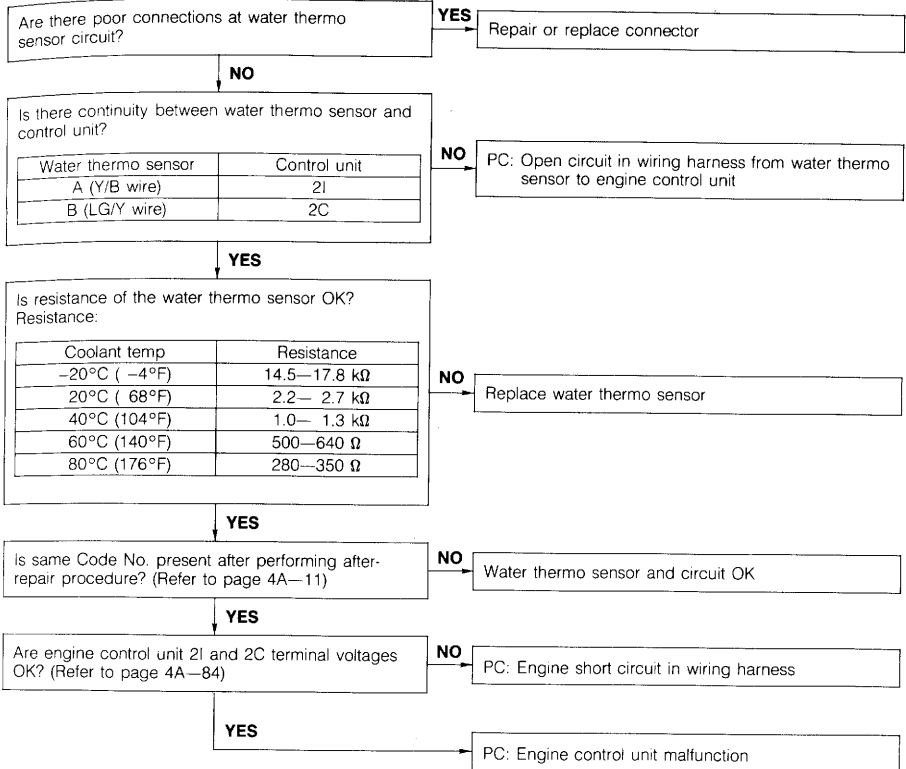 Are there poor connections at water thermo
sensor circuit?
YES
Repair or replace connector
NO
Is there continuity between water thermo sensor and
control unit?
Water thermo sensor Control unit
A (Y/B wire) 2I
B (LG/Y wire) 2C
NO
PC: Open circuit in wiring harness from water thermo
sensor to engine control unit
YES
Is resistance of the water thermo sensor OK?
Resistance:
Coolant temp Resistance
−20°C ( −4°F) 14.5—17.8 kΩ
20°C ( 68°F) 2.2— 2.7 kΩ
40°C (104°F) 1.0— 1.3 kΩ
60°C (140°F) 500—640 Ω
80°C (176°F) 280—350 Ω
NO
Replace water thermo sensor
YES
Is same Code No. present after performing after-
repair procedure? (Refer to page 4A—11)
NO
Water thermo sensor and circuit OK
YES
Are engine control unit 2I and 2C terminal voltages
OK? (Refer to page 4A—84)
NO
PC: Engine short circuit in wiring harness
YES
PC: Engine control unit malfunction